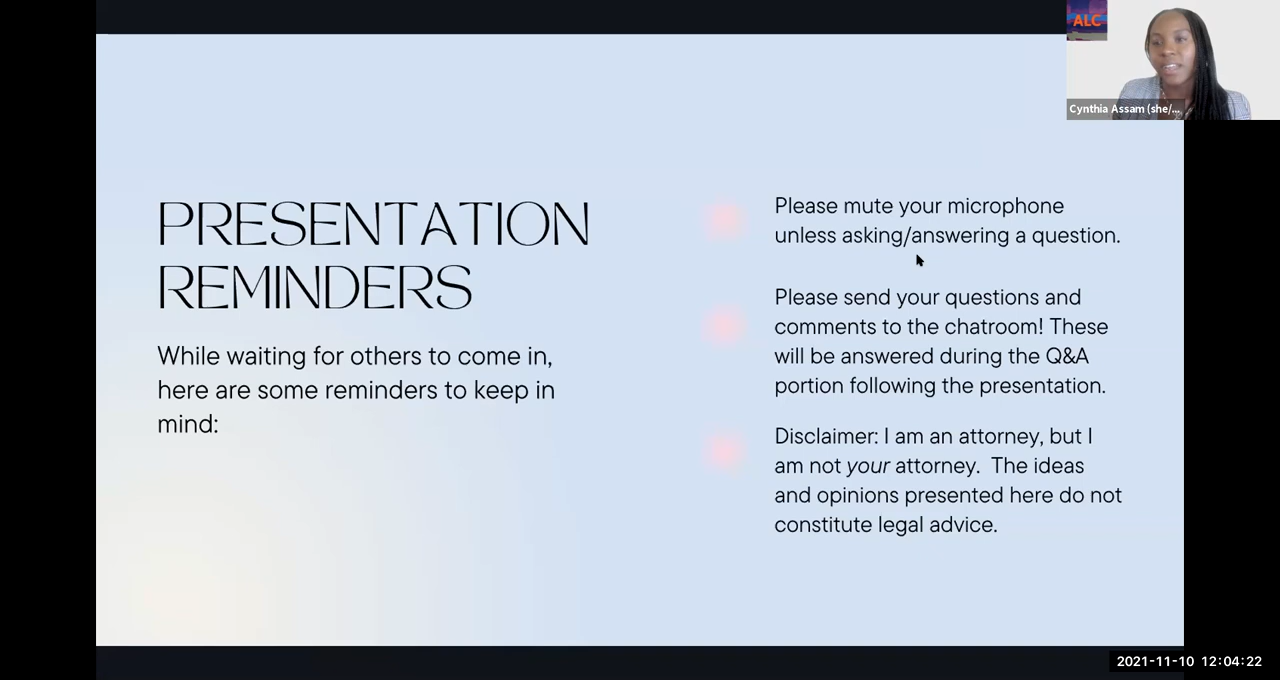 ALC
Cynthia Assam (she/...
PRESENTATION
REMINDERS
While waiting for others to come in,
here are some reminders to keep in
mind:
Please mute your microphone
unless asking/answering a question.
Please send your questions and
comments to the chatroom! These
will be answered during the Q&A
portion following the presentation.
Disclaimer: I am an attorney, but I
am not your attorney.  The ideas
and opinions presented here do not
constitute legal advice.
2021-11-10 12:04:22